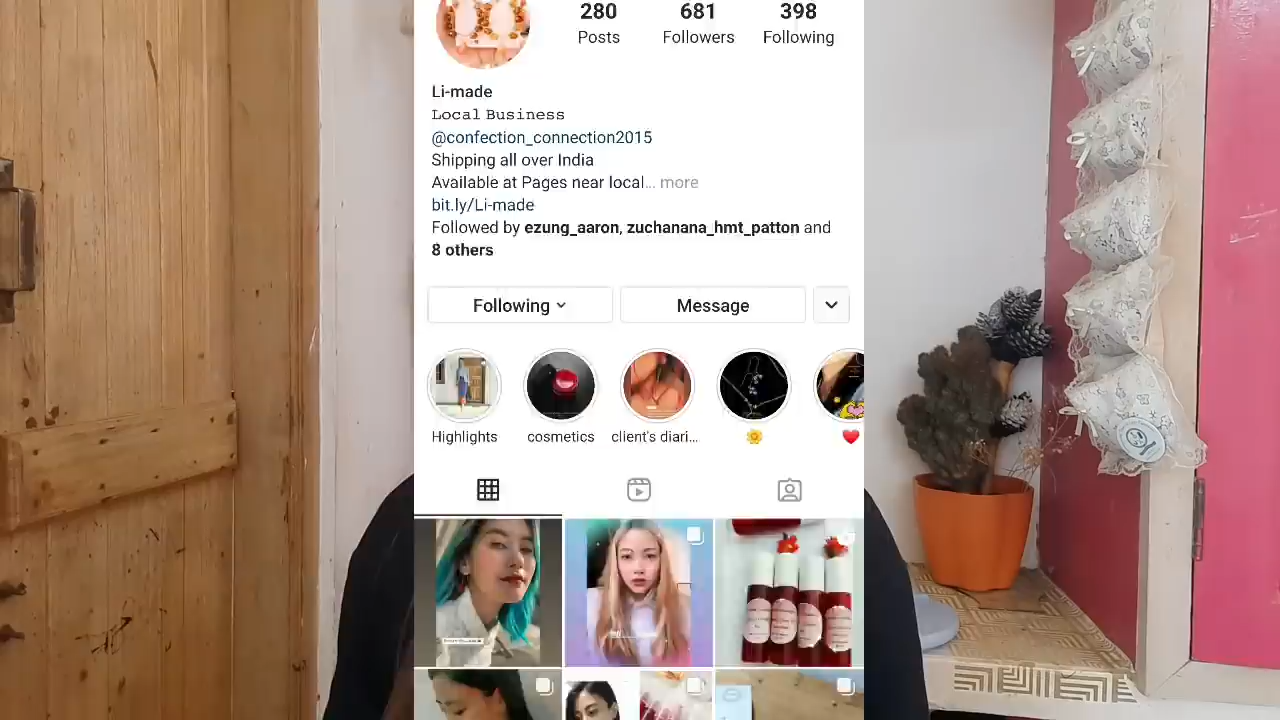 280 681 398
Posts Followers Following
Li-made
Local Business
@confection_connection2015
Shipping all over India
Available at Pages near local... more
bit.ly/Li-made
Followed by ezung_aaron, zuchanana_hmt_patton and
8 others
Following Message
Highlights cosmetics client's diari...